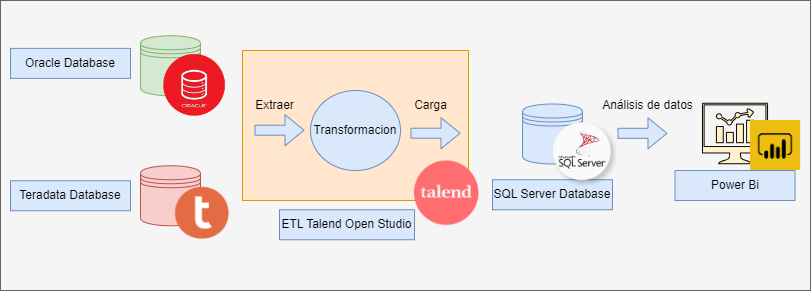 Oracle Database
ORACLE
Teradata Database
t
Extraer
Transformacion
Carga
talend
ETL Talend Open Studio
Microsoft
SQL Server
SQL Server Database
Análisis de datos
Power Bi